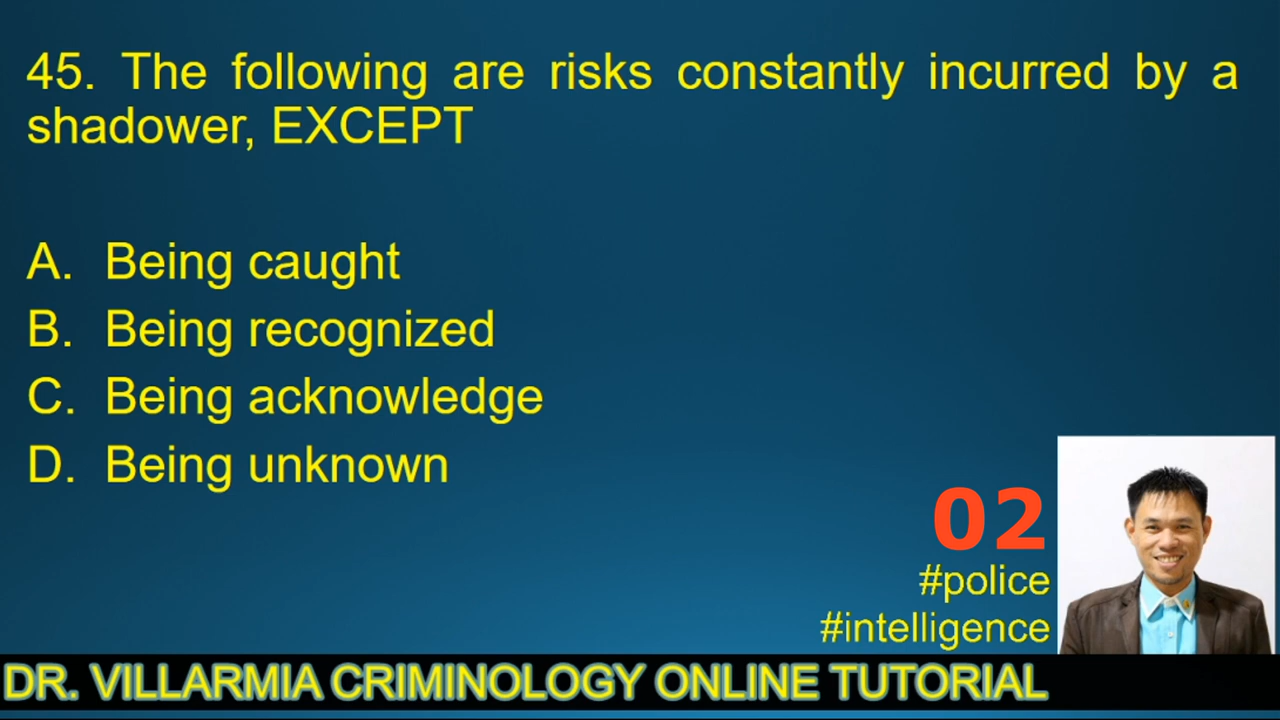 45. The following are risks constantly incurred by a
shadower, EXCEPT
A. Being caught
B. Being recognized
C. Being acknowledge
D. Being unknown
02
#police
#intelligence
DR. VILLARMIA CRIMINOLOGY ONLINE TUTORIAL